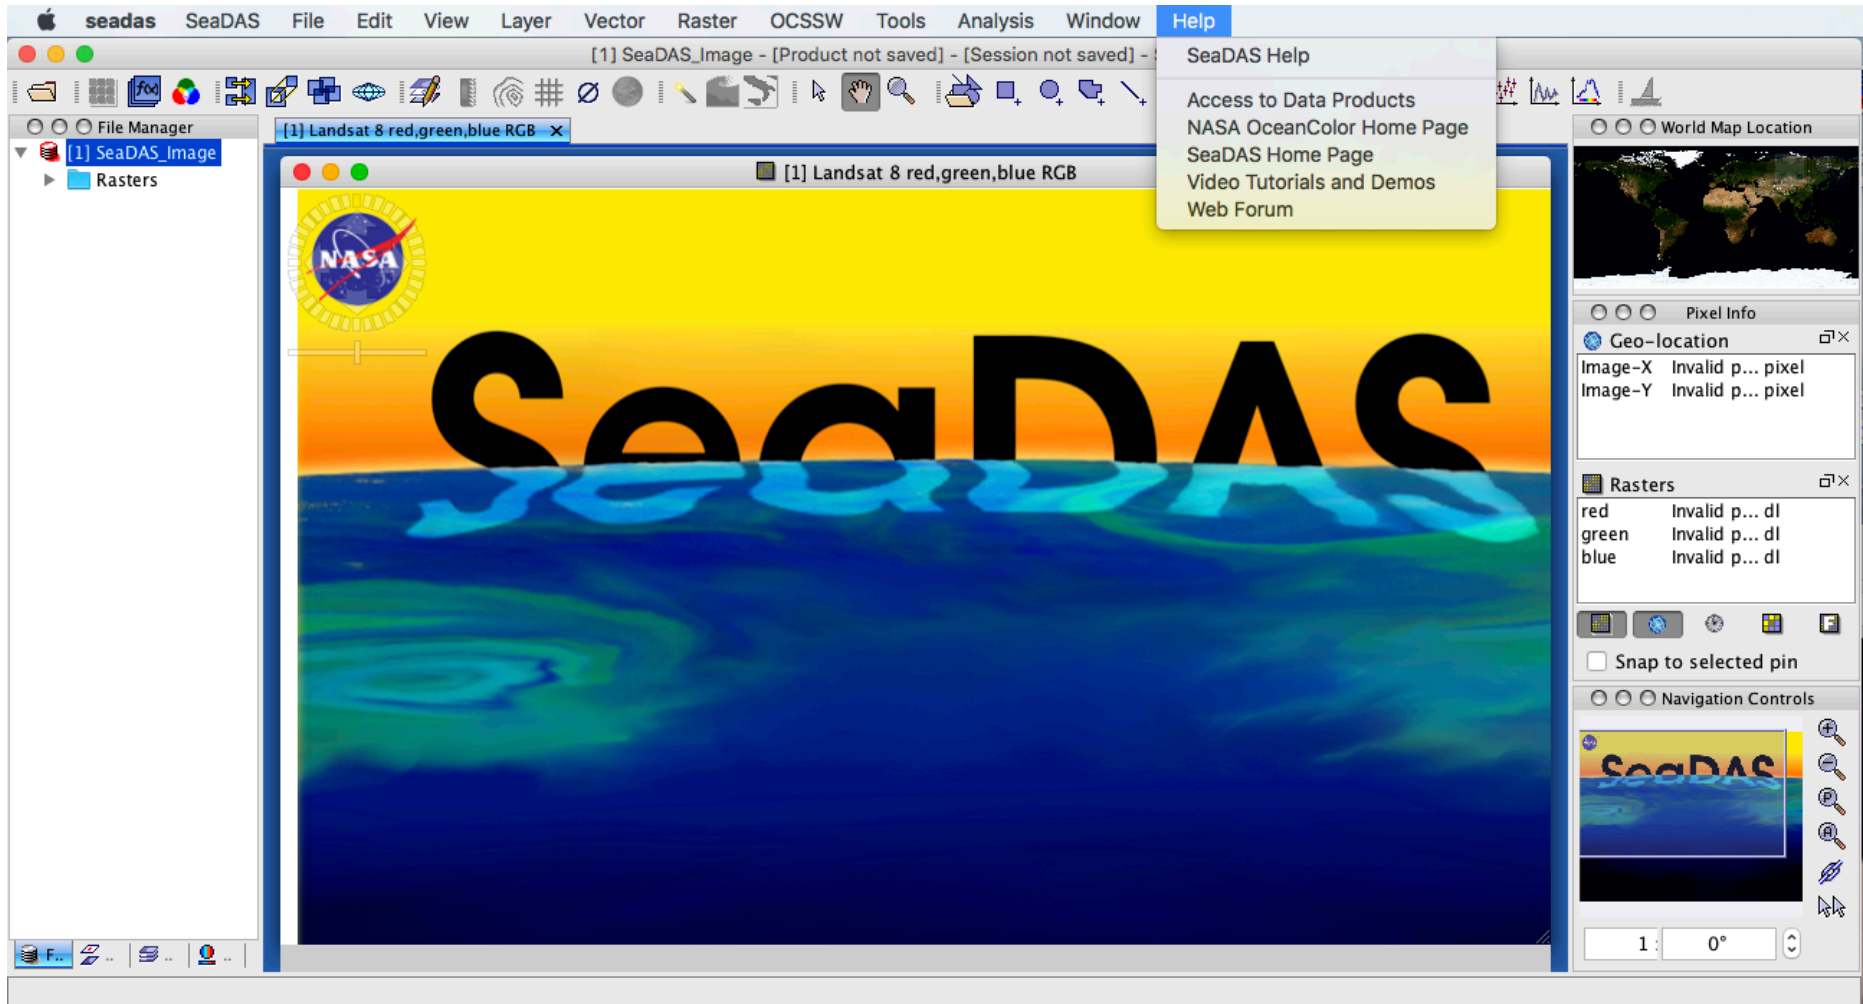 seadas SeaDAS File Edit View Layer Vector Raster OCSSW Tools Analysis Window Help
[1] SeaDAS_Image - [Product not saved] - [Session not saved] -
SeaDAS Help
Access to Data Products
NASA OceanColor Home Page
SeaDAS Home Page
Video Tutorials and Demos
Web Forum
File Manager
[1] SeaDAS_Image
Rasters
[1] Landsat 8 red,green,blue RGB
[1] Landsat 8 red,green,blue RGB
NASA
SeaDAS
SeaDAS
World Map Location
Pixel Info
Geo-location
Image-X Invalid p... pixel
Image-Y Invalid p... pixel
Rasters
red Invalid p... dl
green Invalid p... dl
blue Invalid p... dl
Snap to selected pin
Navigation Controls
SeaDAS
1 : 0°
F.. .. .. ..